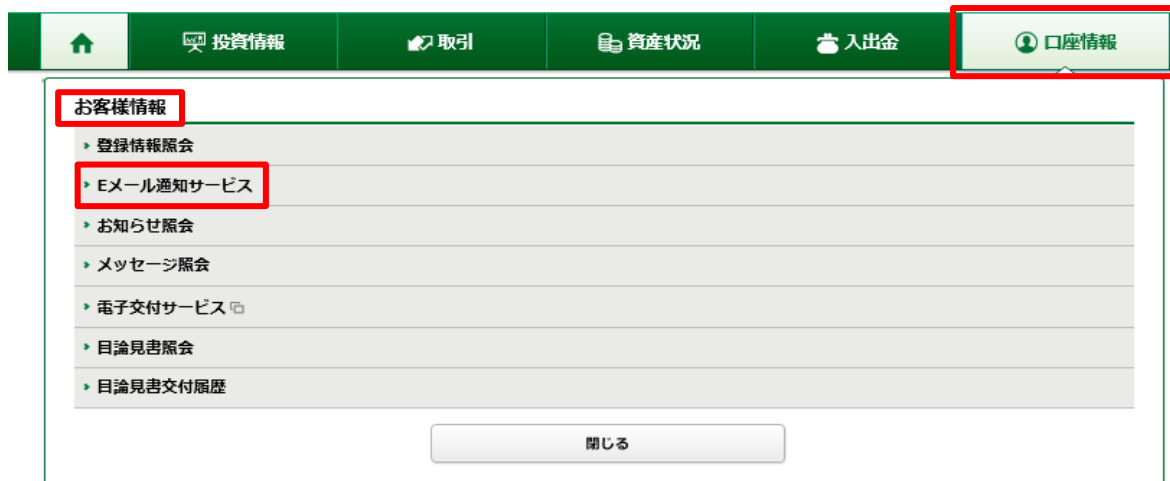 投資情報 取引 資産状況 入出金 口座情報
お客様情報
登録情報照会
Eメール通知サービス
お知らせ照会
メッセージ照会
電子交付サービス
目論見書照会
目論見書交付履歴
閉じる